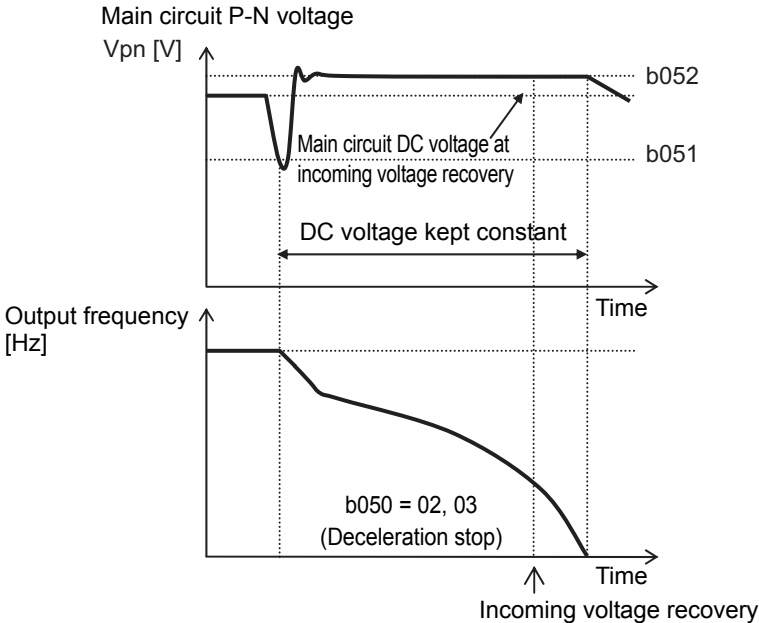 Main circuit P-N voltage
Vpn [V]
b052
Main circuit DC voltage at
incoming voltage recovery
b051
DC voltage kept constant
Time
Output frequency
[Hz]
b050 = 02, 03
(Deceleration stop)
Time
Incoming voltage recovery